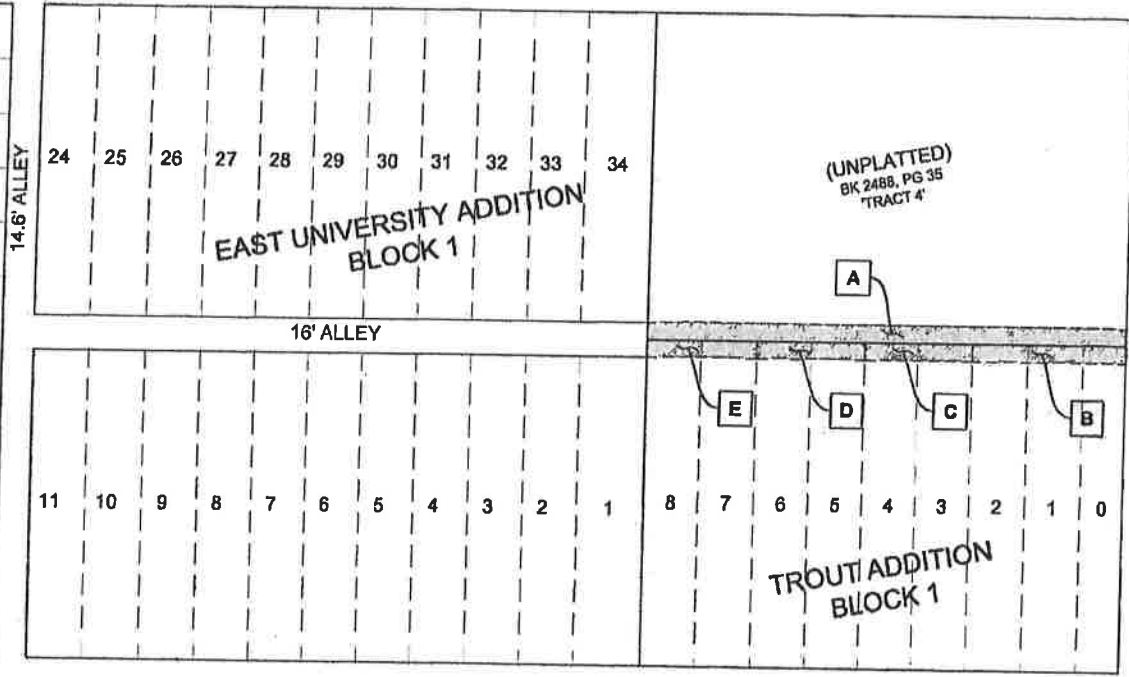 14.6' ALLEY
24 25 26 27 28 29 30 31 32 33 34
EAST UNIVERSITY ADDITION
BLOCK 1
(UNPLATTED)
BK 2488, PG 35
'TRACT 4'
A
16' ALLEY
E D C B
11 10 9 8 7 6 5 4 3 2 1 8 7 6 5 4 3 2 1 0
TROUT ADDITION
BLOCK 1